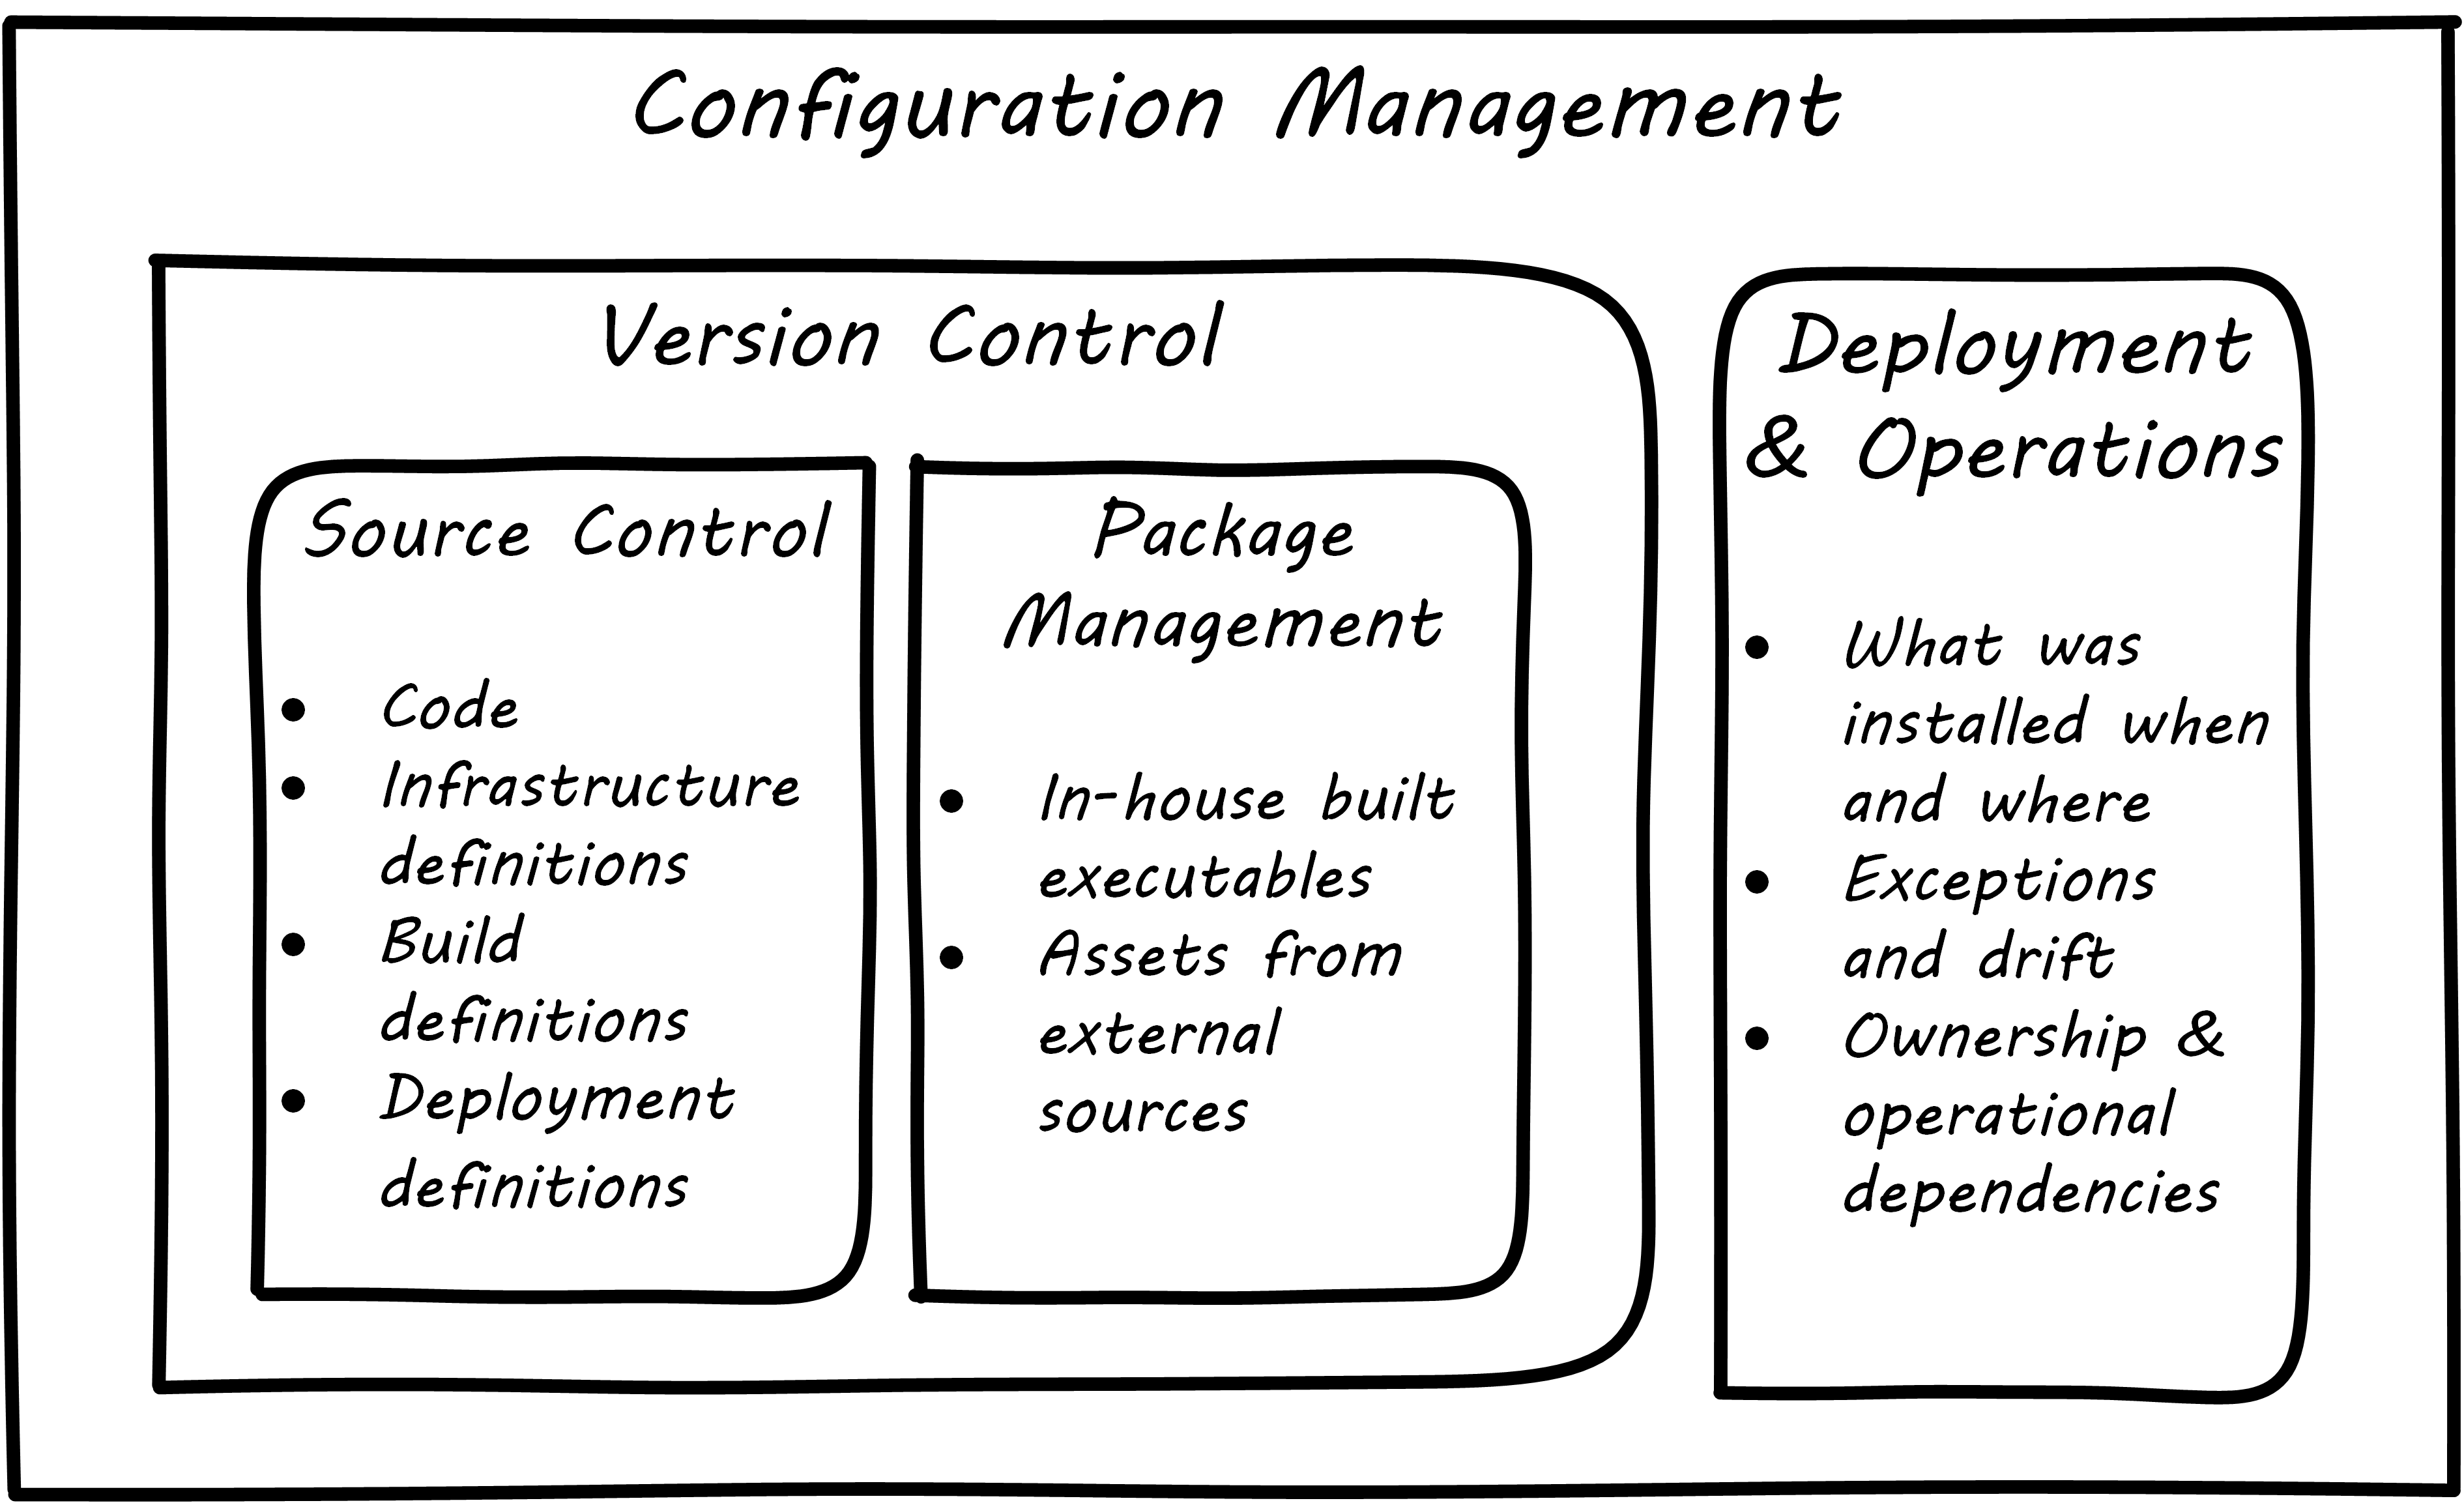 Configuration Management
Version Control
Source Control
• Code
• Infrastructure
definitions
• Build
definitions
• Deployment
definitions
Package
Management
• In-house built
executables
• Assets from
external
sources
Deployment
& Operations
• What was
installed when
and where
• Exceptions
and drift
• Ownership &
operational
dependencies